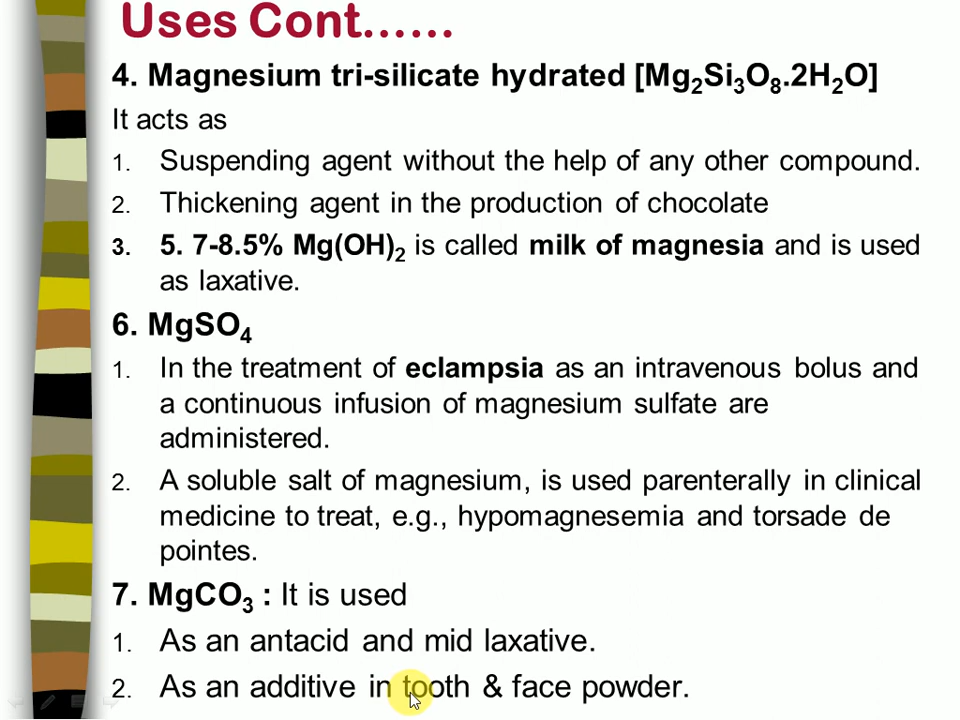 Uses Cont......
4. Magnesium tri-silicate hydrated [Mg₂Si₃O₈.2H₂O]
It acts as
1. Suspending agent without the help of any other compound.
2. Thickening agent in the production of chocolate
3. 5. 7-8.5% Mg(OH)₂ is called milk of magnesia and is used
as laxative.
6. MgSO₄
1. In the treatment of eclampsia as an intravenous bolus and
a continuous infusion of magnesium sulfate are
administered.
2. A soluble salt of magnesium, is used parenterally in clinical
medicine to treat, e.g., hypomagnesemia and torsade de
pointes.
7. MgCO₃ : It is used
1. As an antacid and mid laxative.
2. As an additive in tooth & face powder.